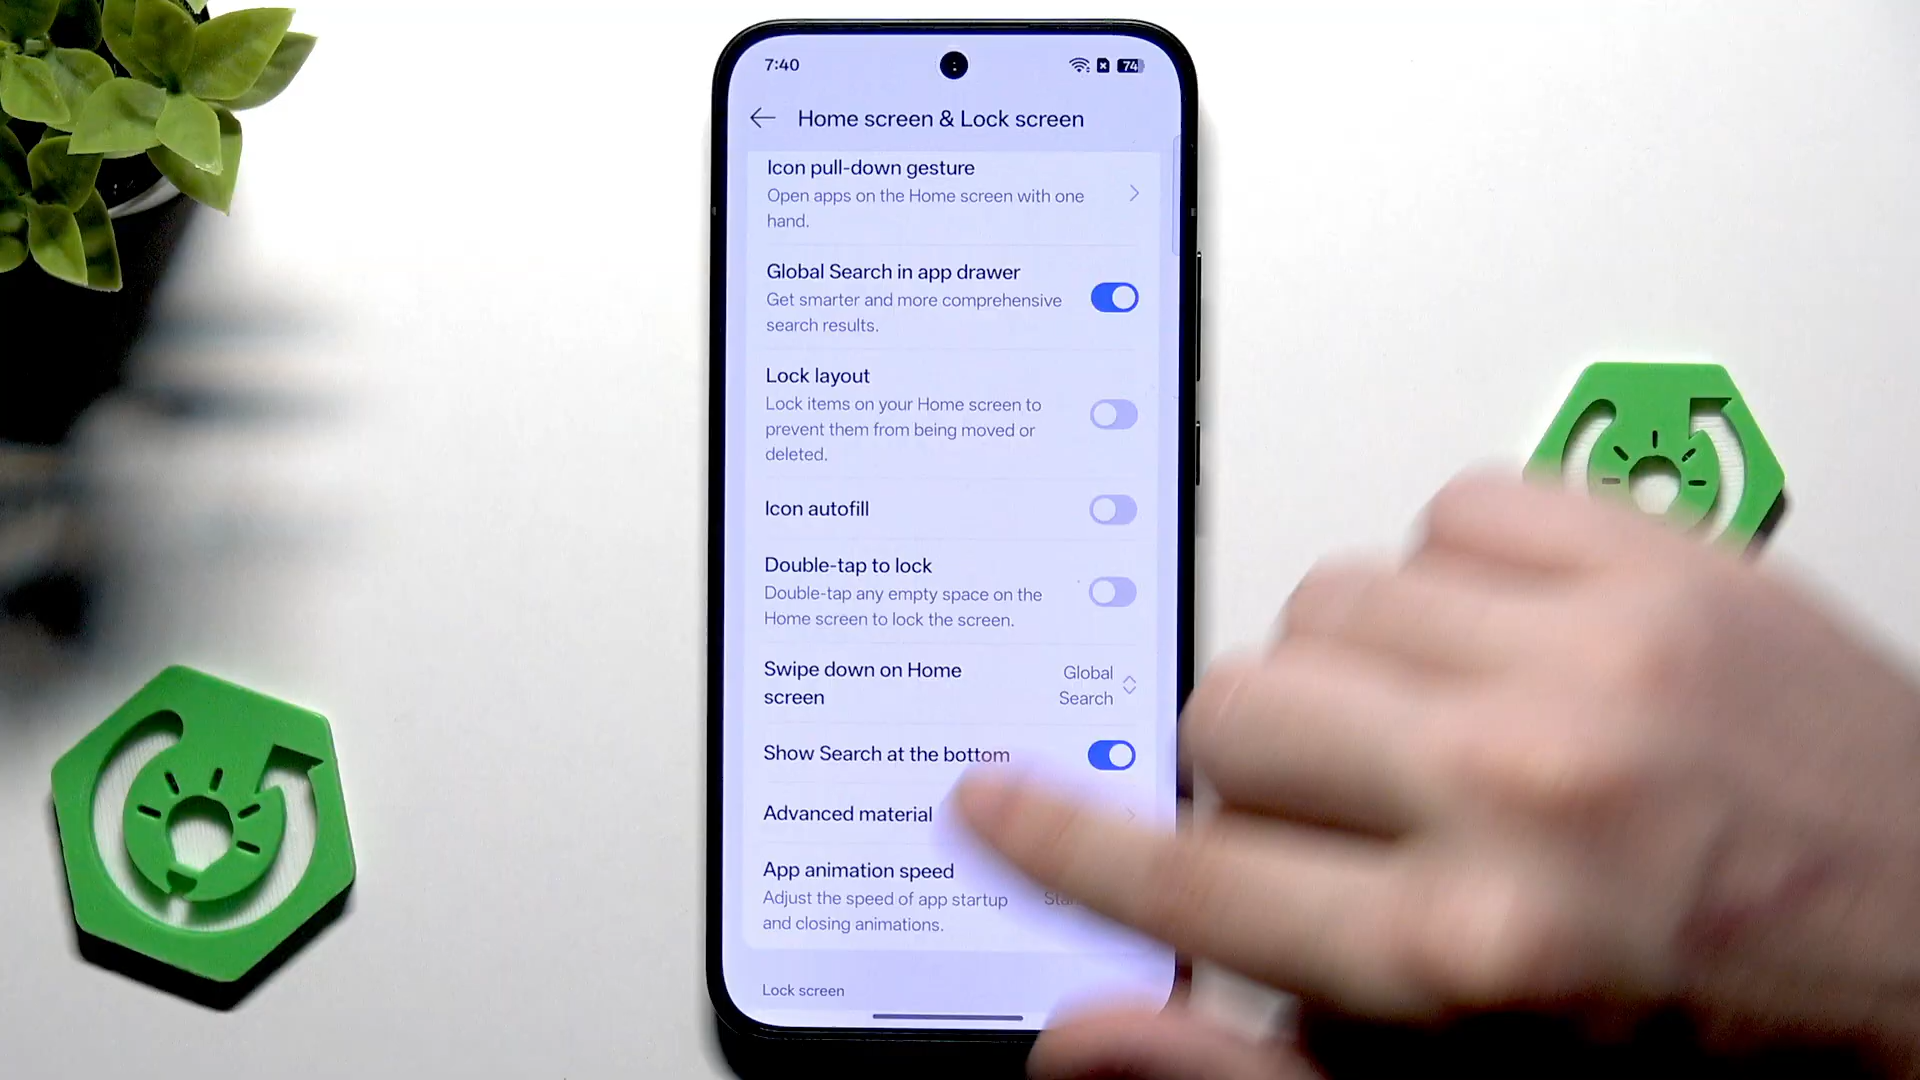 7:40
74
Home screen & Lock screen
Icon pull-down gesture
Open apps on the Home screen with one
hand.
Global Search in app drawer
Get smarter and more comprehensive
search results.
Lock layout
Lock items on your Home screen to
prevent them from being moved or
deleted.
Icon autofill
Double-tap to lock
Double-tap any empty space on the
Home screen to lock the screen.
Swipe down on Home
screen
Global
Search
Show Search at the bottom
Advanced material
App animation speed
Adjust the speed of app startup
and closing animations.
Lock screen